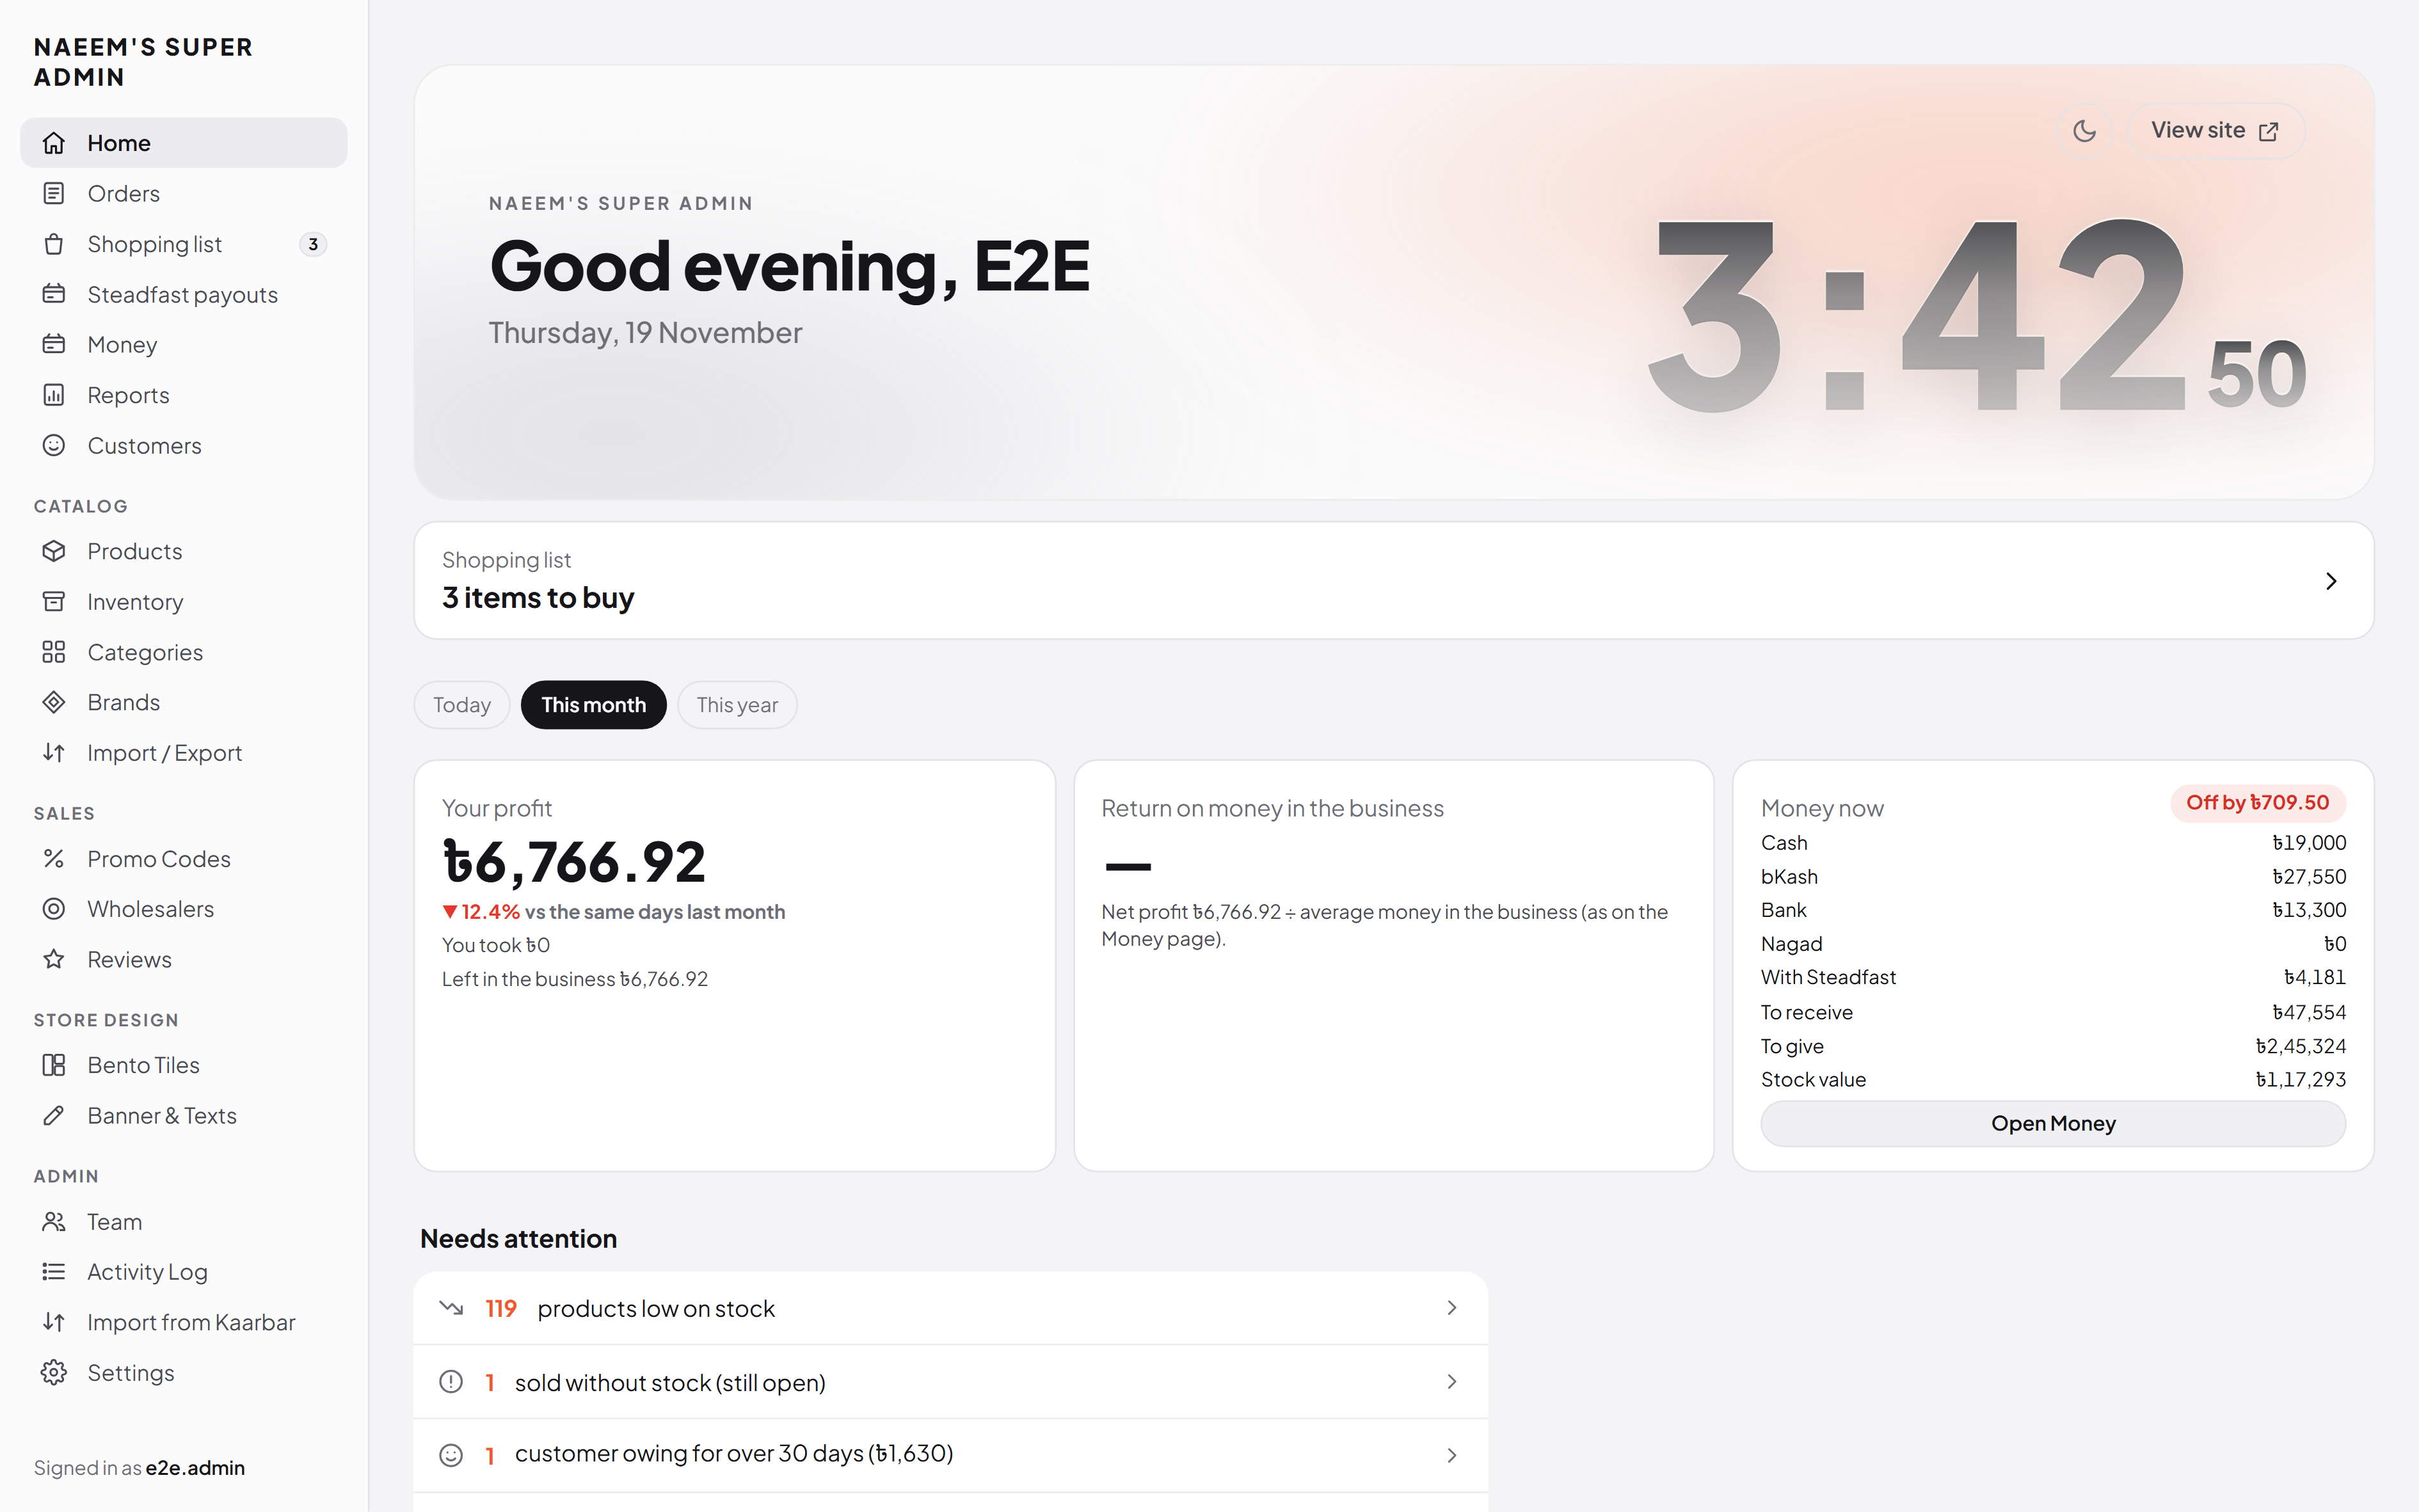 NAEEM'S SUPER
ADMIN
Home
Orders
Shopping list 3
Steadfast payouts
Money
Reports
Customers
CATALOG
Products
Inventory
Categories
Brands
Import / Export
SALES
Promo Codes
Wholesalers
Reviews
STORE DESIGN
Bento Tiles
Banner & Texts
ADMIN
Team
Activity Log
Import from Kaarbar
Settings
Signed in as e2e.admin
View site
NAEEM'S SUPER ADMIN
Good evening, E2E
Thursday, 19 November
3:42 50
Shopping list
3 items to buy
Today This month This year
Your profit
৳6,766.92
▼ 12.4% vs the same days last month
You took ৳0
Left in the business ৳6,766.92
Return on money in the business
—
Net profit ৳6,766.92 ÷ average money in the business (as on the
Money page).
Money now Off by ৳709.50
Cash ৳19,000
bKash ৳27,550
Bank ৳13,300
Nagad ৳0
With Steadfast ৳4,181
To receive ৳47,554
To give ৳2,45,324
Stock value ৳1,17,293
Open Money
Needs attention
119 products low on stock
1 sold without stock (still open)
1 customer owing for over 30 days (৳1,630)